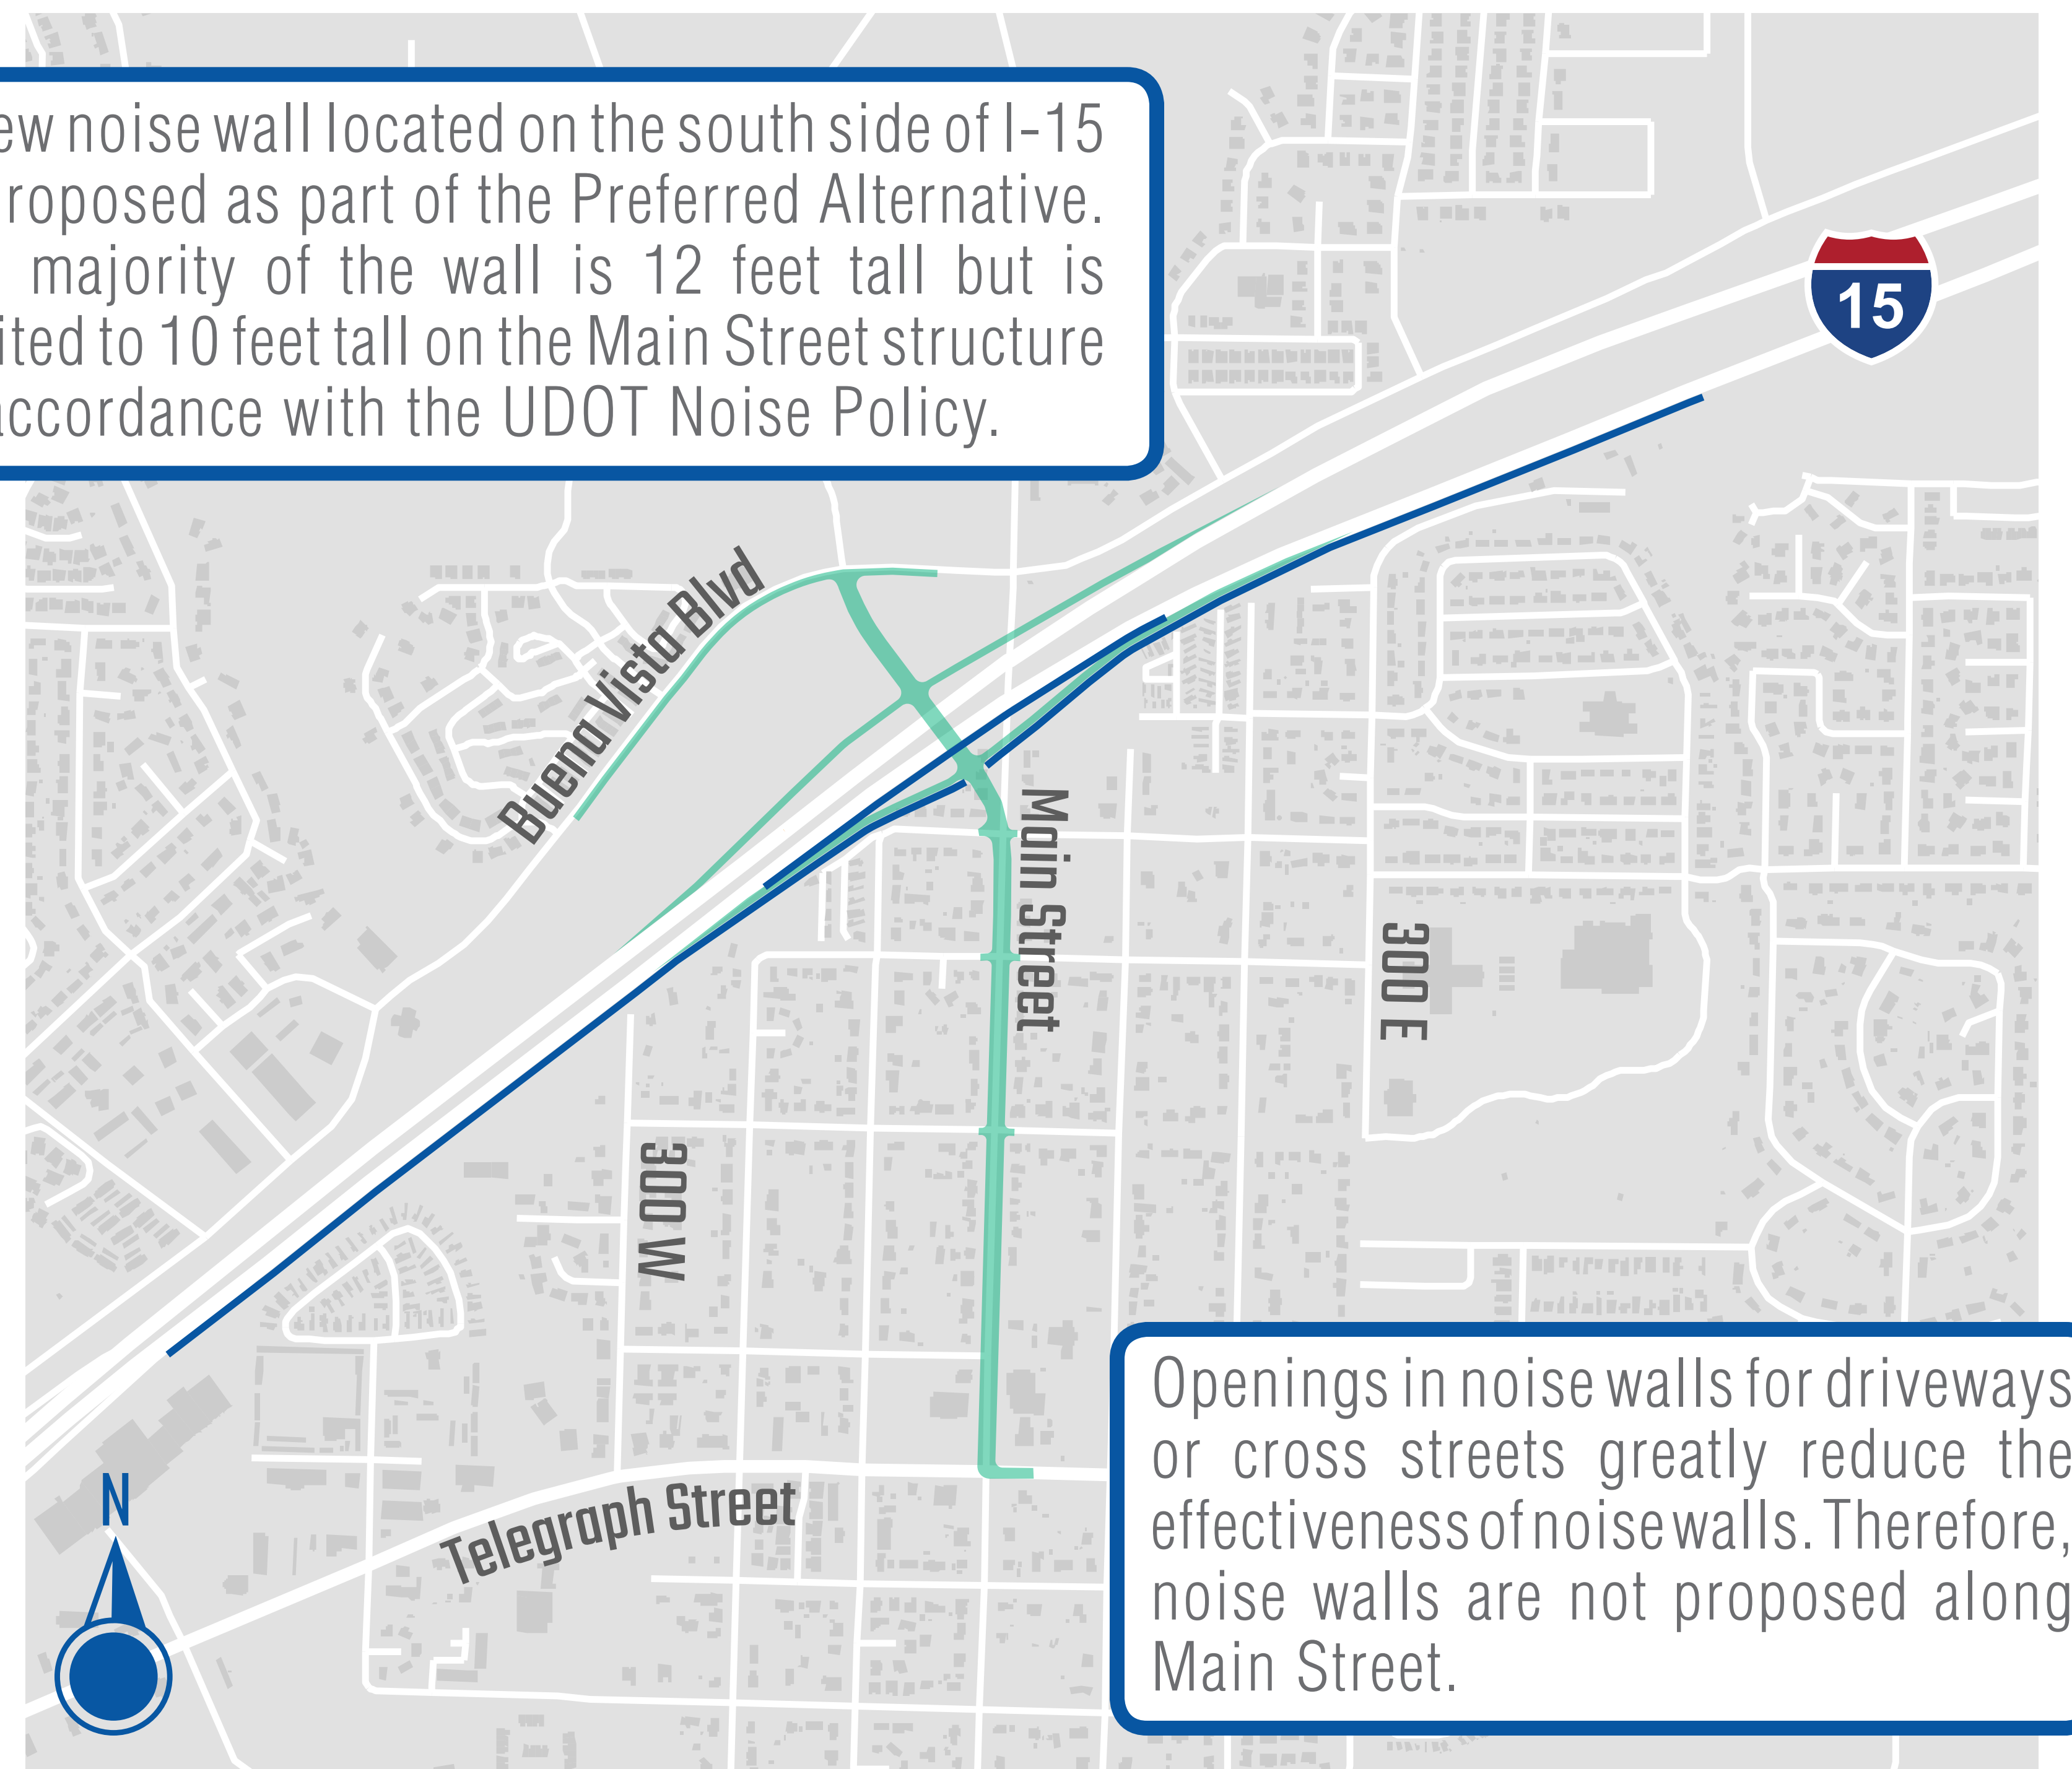 ew noise wall located on the south side of I-15
roposed as part of the Preferred Alternative.
majority of the wall is 12 feet tall but is
ited to 10 feet tall on the Main Street structure
accordance with the UDOT Noise Policy.
15
Buena Vista Blvd
Main Street
300 E
300 W
Telegraph Street
N
Openings in noise walls for driveways
or cross streets greatly reduce the
effectiveness of noise walls. Therefore,
noise walls are not proposed along
Main Street.